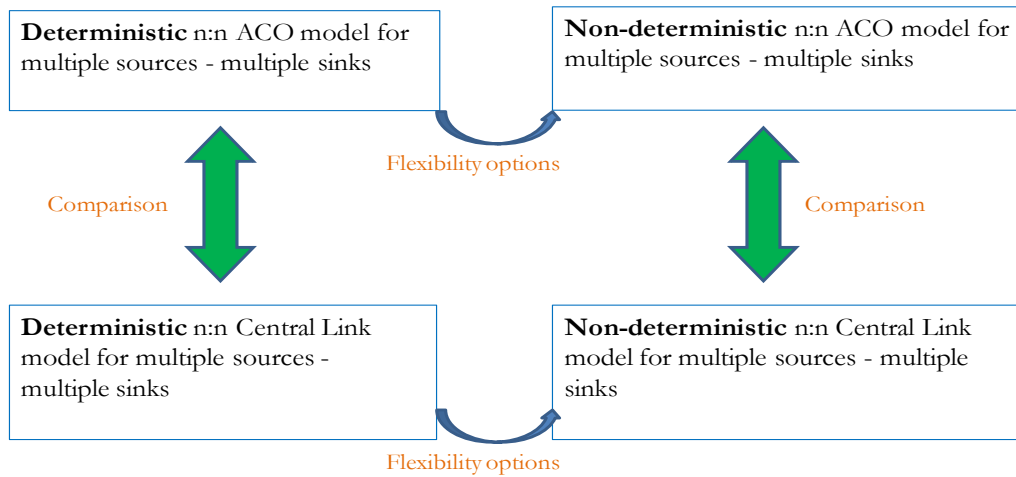 Deterministic n:n ACO model for
multiple sources - multiple sinks
Non-deterministic n:n ACO model for
multiple sources - multiple sinks
Flexibility options
Comparison
Comparison
Deterministic n:n Central Link
model for multiple sources -
multiple sinks
Non-deterministic n:n Central Link
model for multiple sources - multiple
sinks
Flexibility options